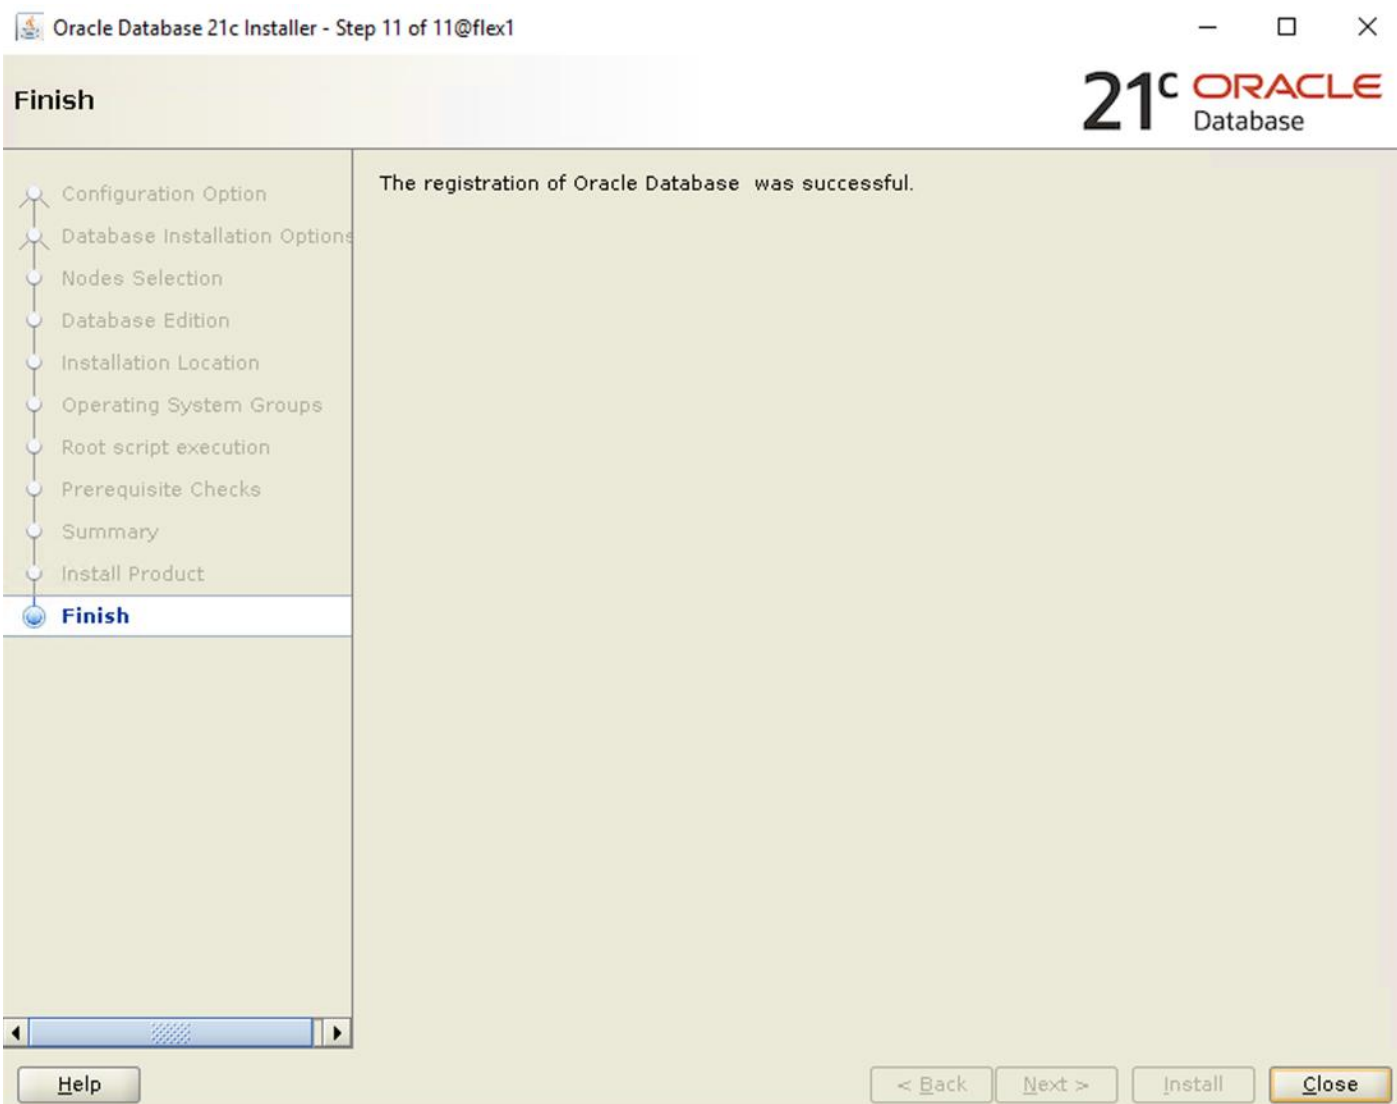 Oracle Database 21c Installer - Step 11 of 11@flex1
Finish
21c ORACLE
Database
Configuration Option
Database Installation Options
Nodes Selection
Database Edition
Installation Location
Operating System Groups
Root script execution
Prerequisite Checks
Summary
Install Product
Finish
The registration of Oracle Database  was successful.
Help
< Back
Next >
Install
Close